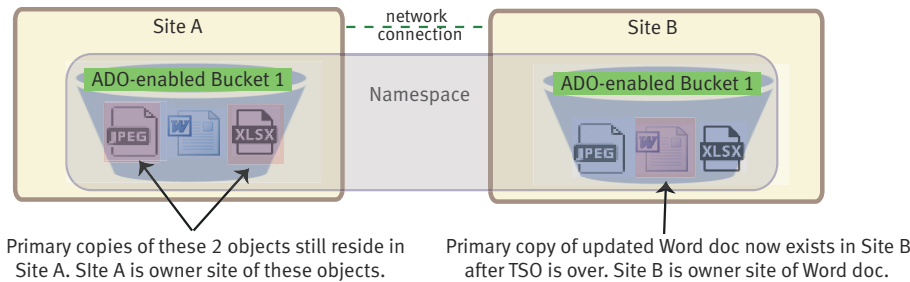 Site A
network
connection
Site B
ADO-enabled Bucket 1
Namespace
ADO-enabled Bucket 1
JPEG
W
XLSX
JPEG
W
XLSX
Primary copies of these 2 objects still reside in
Site A. SIte A is owner site of these objects.
Primary copy of updated Word doc now exists in Site B
after TSO is over. Site B is owner site of Word doc.